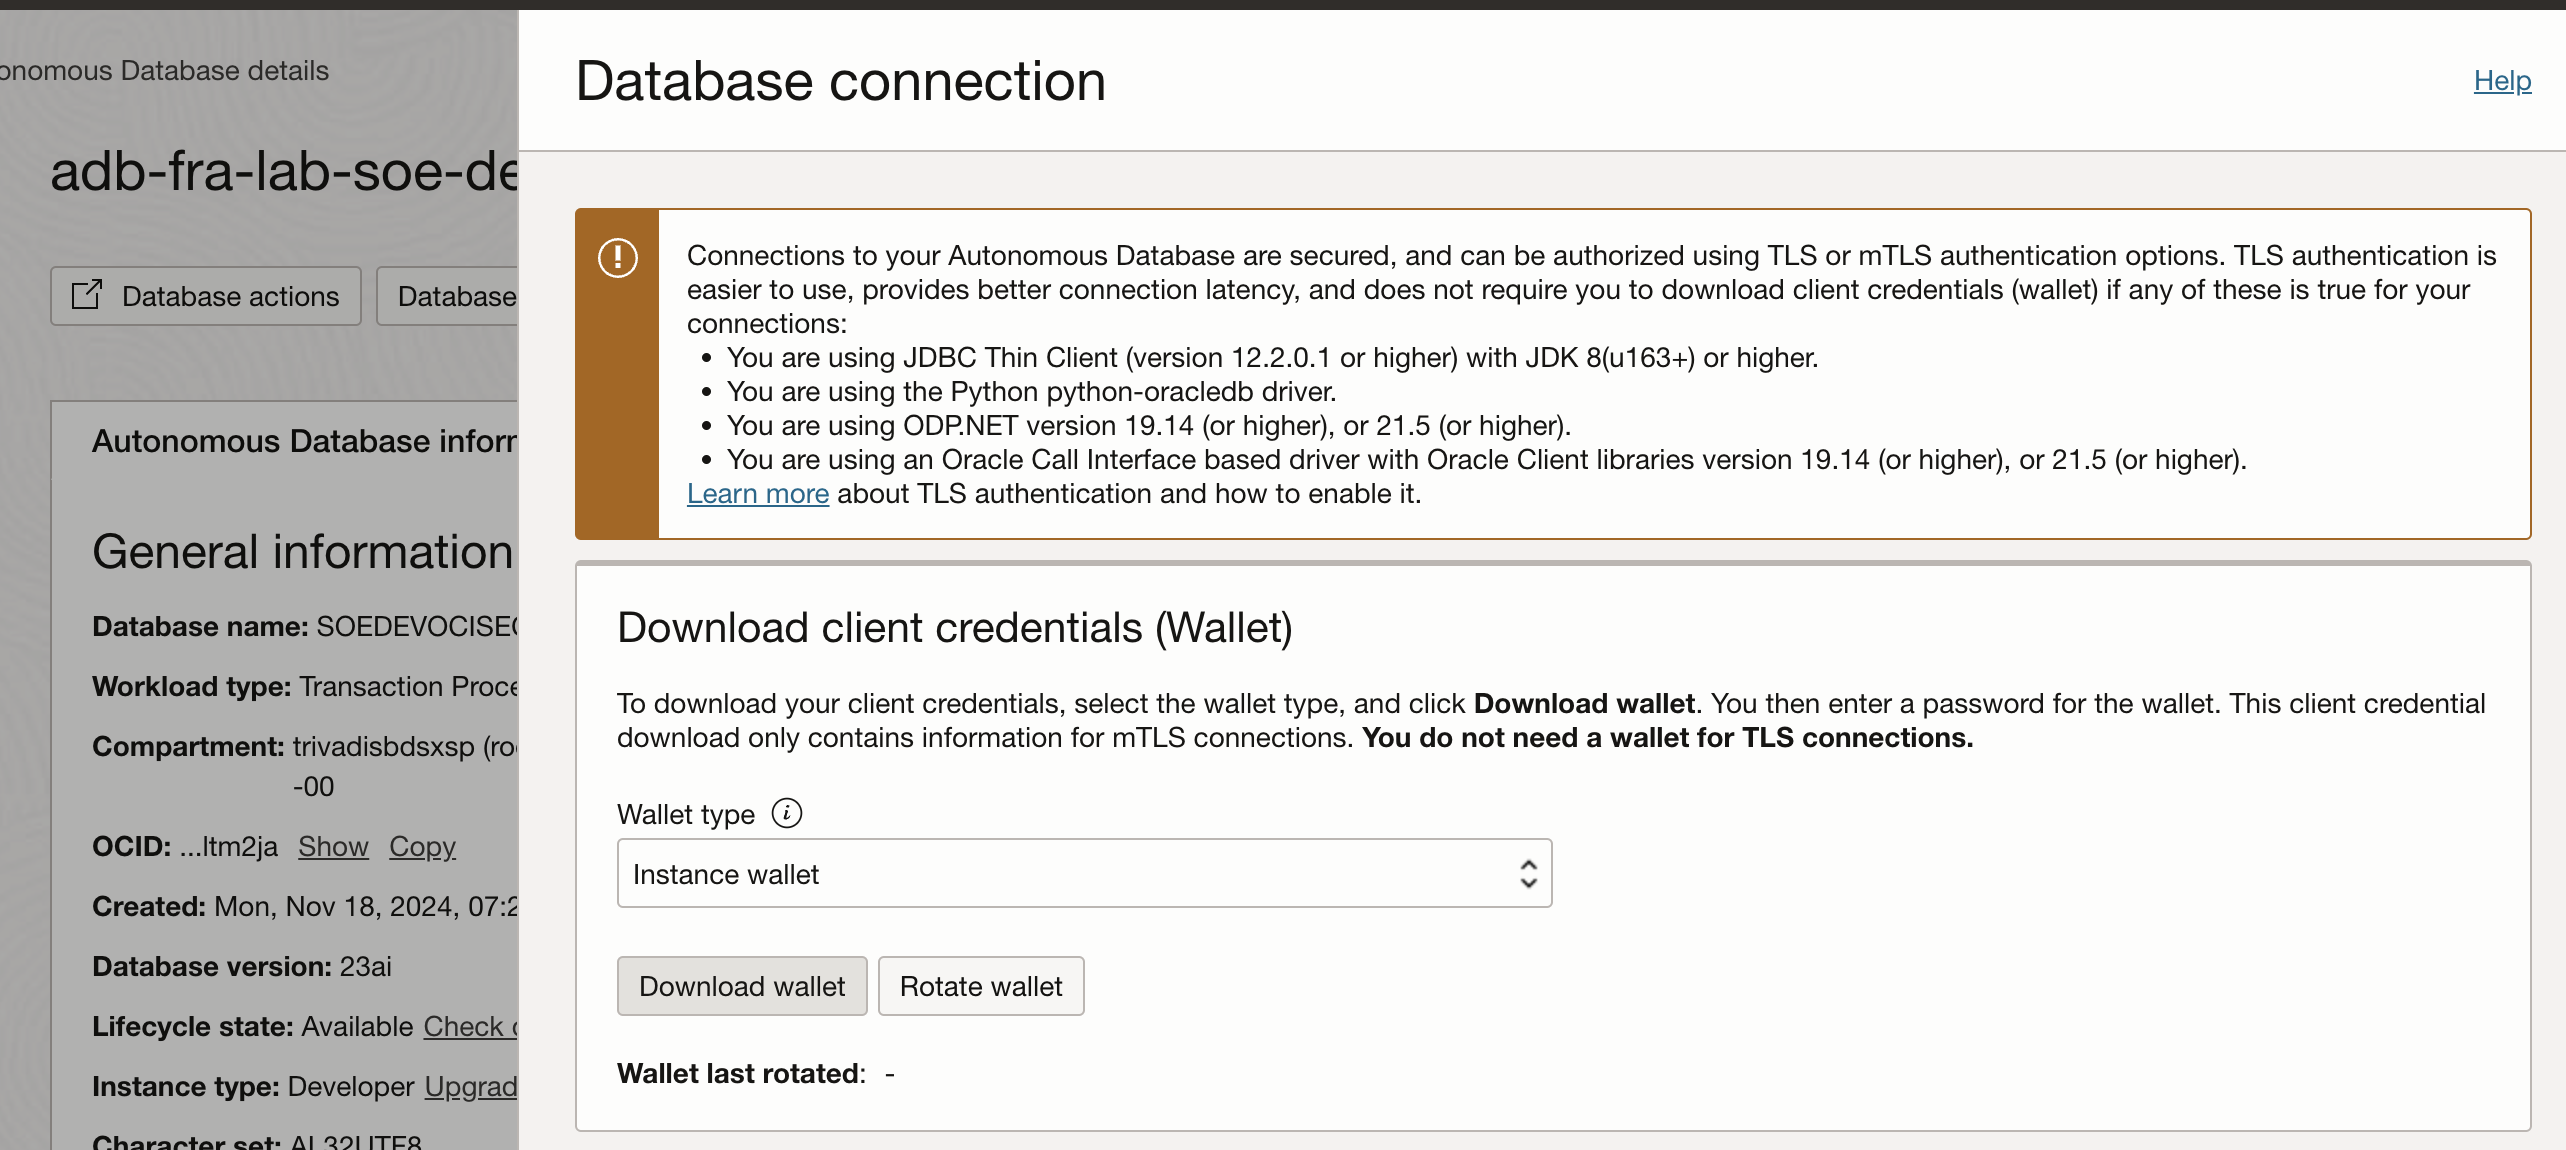 onomous Database details
adb-fra-lab-soe-de
Database actions
Database
Autonomous Database inform
General information
Database name: SOEDEVOCISEC
Workload type: Transaction Proce
Compartment: trivadisbdsxsp (roo
-00
OCID: ...ltm2ja Show Copy
Created: Mon, Nov 18, 2024, 07:2
Database version: 23ai
Lifecycle state: Available Check
Instance type: Developer Upgrad
Character set: AL32UTF8
Database connection
Help
Connections to your Autonomous Database are secured, and can be authorized using TLS or mTLS authentication options. TLS authentication is
easier to use, provides better connection latency, and does not require you to download client credentials (wallet) if any of these is true for your
connections:
• You are using JDBC Thin Client (version 12.2.0.1 or higher) with JDK 8(u163+) or higher.
• You are using the Python python-oracledb driver.
• You are using ODP.NET version 19.14 (or higher), or 21.5 (or higher).
• You are using an Oracle Call Interface based driver with Oracle Client libraries version 19.14 (or higher), or 21.5 (or higher).
Learn more about TLS authentication and how to enable it.
Download client credentials (Wallet)
To download your client credentials, select the wallet type, and click Download wallet. You then enter a password for the wallet. This client credential
download only contains information for mTLS connections. You do not need a wallet for TLS connections.
Wallet type
Instance wallet
Download wallet
Rotate wallet
Wallet last rotated: -